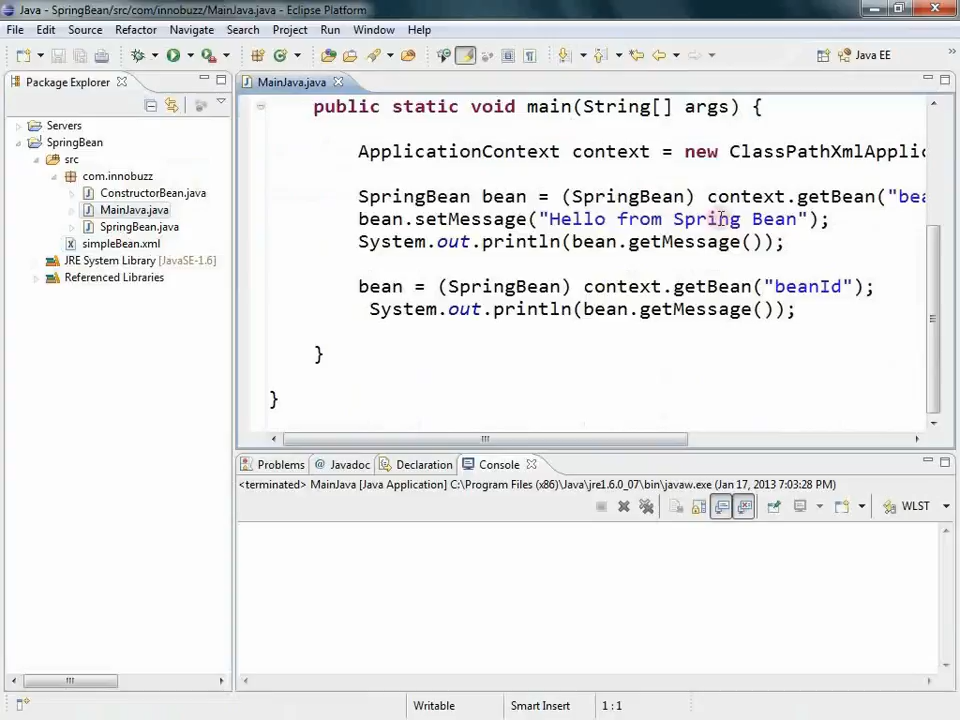 Java - SpringBean/src/com/innobuzz/MainJava.java - Eclipse Platform
File Edit Source Refactor Navigate Search Project Run Window Help
Java EE
Package Explorer
MainJava.java
Servers
SpringBean
src
com.innobuzz
ConstructorBean.java
MainJava.java
SpringBean.java
simpleBean.xml
JRE System Library [JavaSE-1.6]
Referenced Libraries
public static void main(String[] args) {
ApplicationContext context = new ClassPathXmlApplic
SpringBean bean = (SpringBean) context.getBean("bea
bean.setMessage("Hello from Spring Bean");
System.out.println(bean.getMessage());
bean = (SpringBean) context.getBean("beanId");
System.out.println(bean.getMessage());
}
}
Problems Javadoc Declaration Console
<terminated> MainJava [Java Application] C:\Program Files (x86)\Java\jre1.6.0_07\bin\javaw.exe (Jan 17, 2013 7:03:28 PM)
WLST
Writable Smart Insert 1 : 1